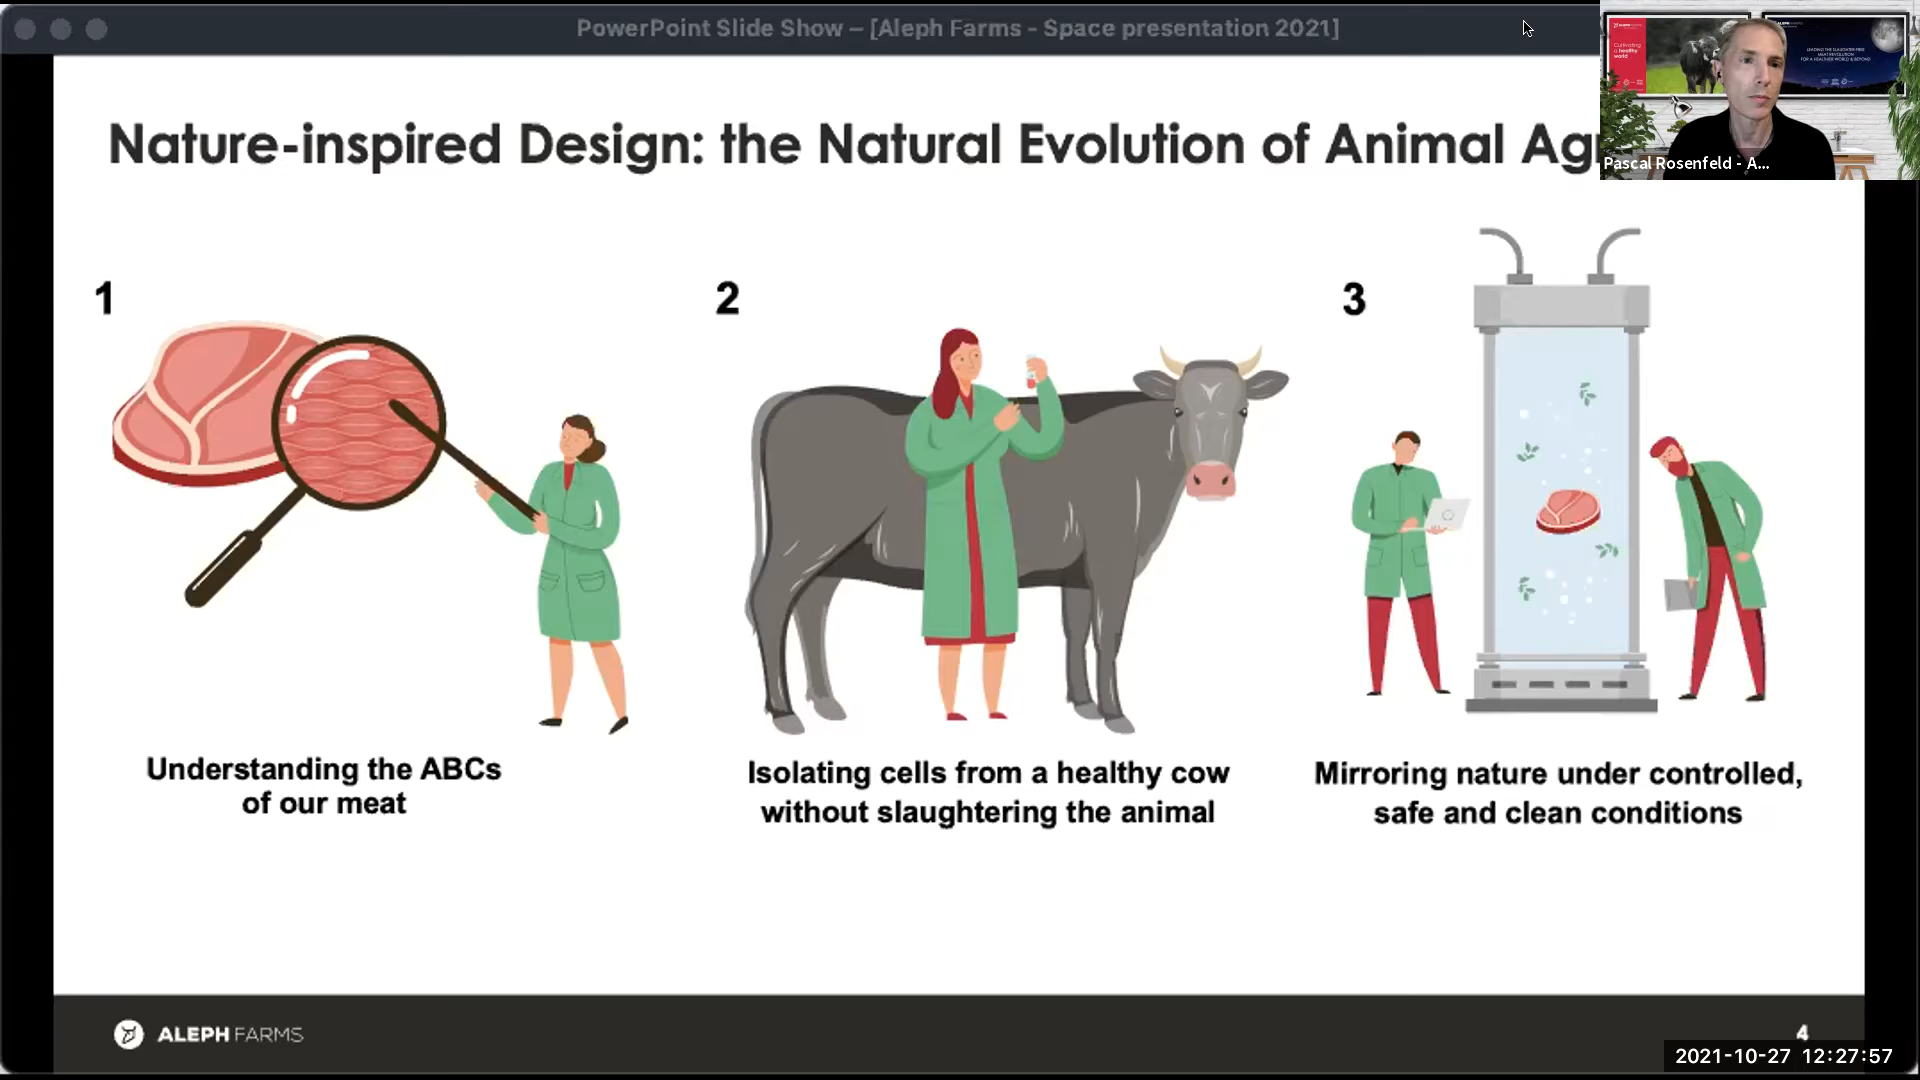 PowerPoint Slide Show – [Aleph Farms - Space presentation 2021]
Nature-inspired Design: the Natural Evolution of Animal Ag
Pascal Rosenfeld - A...
1
2
3
Understanding the ABCs
of our meat
Isolating cells from a healthy cow
without slaughtering the animal
Mirroring nature under controlled,
safe and clean conditions
ALEPH FARMS
4
2021-10-27 12:27:57